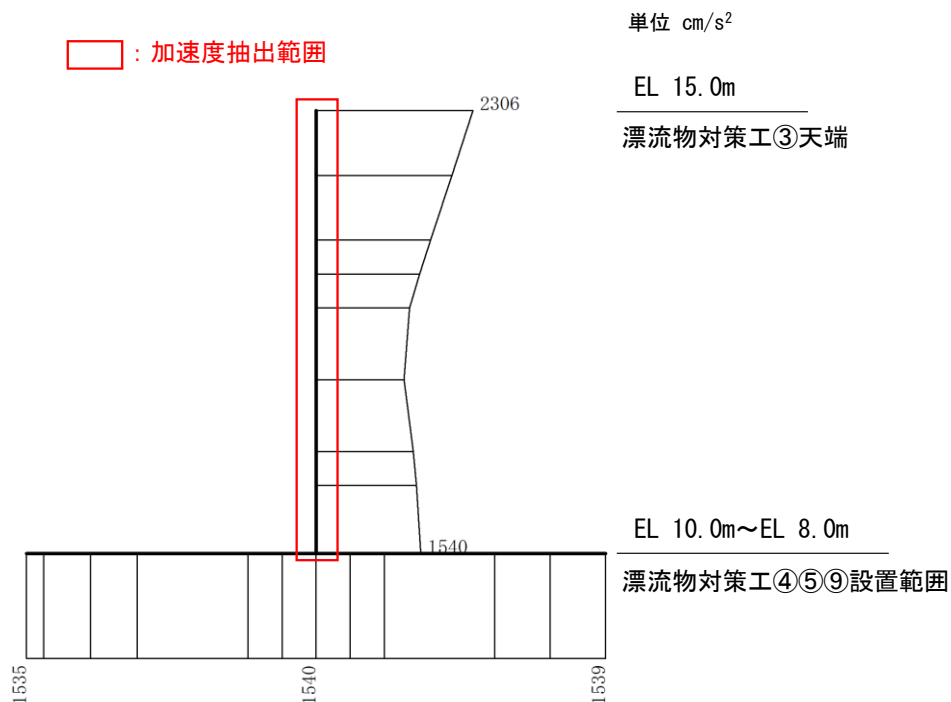 単位 cm/s²
：加速度抽出範囲
EL 15.0m
2306
漂流物対策工③天端
EL 10.0m～EL 8.0m
1540
漂流物対策工④⑤⑨設置範囲
1535
1540
1539